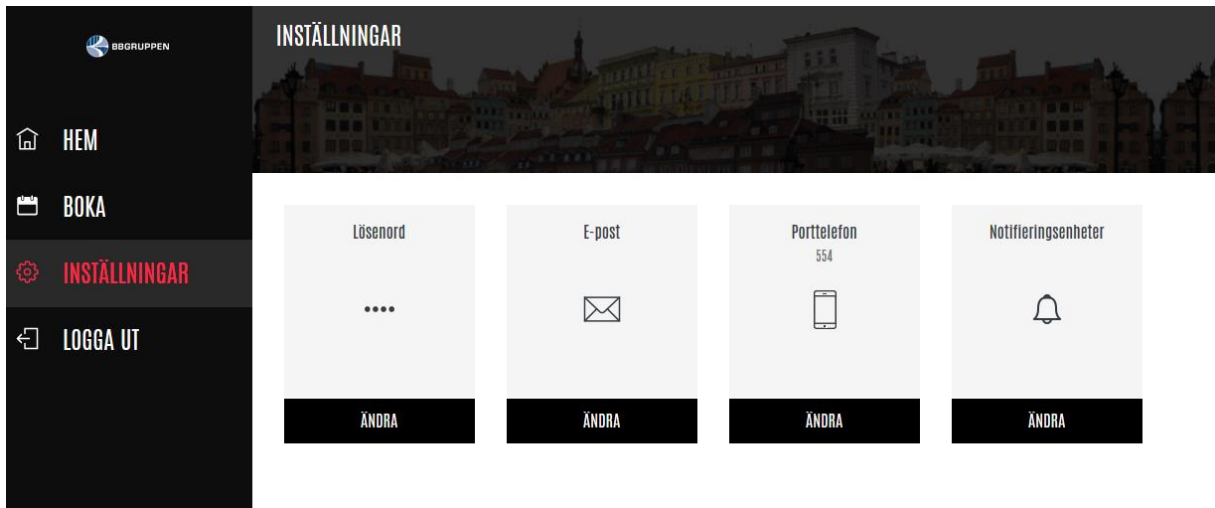 BBGRUPPEN
HEM
BOKA
INSTÄLLNINGAR
LOGGA UT
INSTÄLLNINGAR
Lösenord
ÄNDRA
E-post
ÄNDRA
Porttelefon
554
ÄNDRA
Notifieringsenheter
ÄNDRA